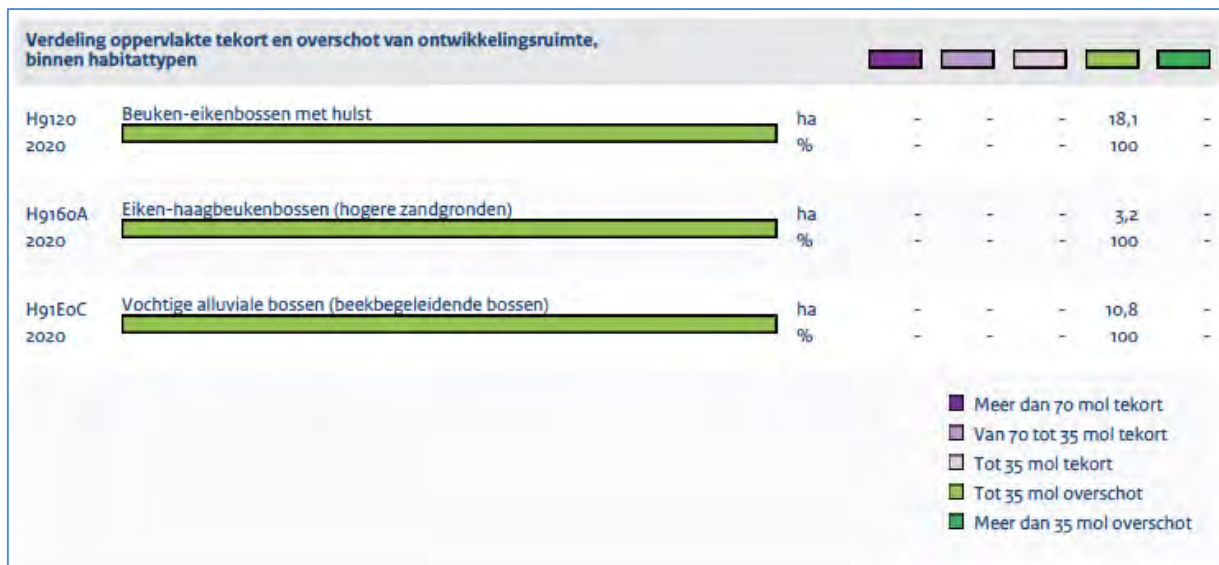 Verdeling oppervlakte tekort en overschot van ontwikkelingsruimte,
binnen habitattypen
H9120 Beuken-eikenbossen met hulst ha - - - 18,1 -
2020 % - - - 100 -
H9160A Eiken-haagbeukenbossen (hogere zandgronden) ha - - - 3,2 -
2020 % - - - 100 -
H91E0C Vochtige alluviale bossen (beekbegeleidende bossen) ha - - - 10,8 -
2020 % - - - 100 -
Meer dan 70 mol tekort
Van 70 tot 35 mol tekort
Tot 35 mol tekort
Tot 35 mol overschot
Meer dan 35 mol overschot